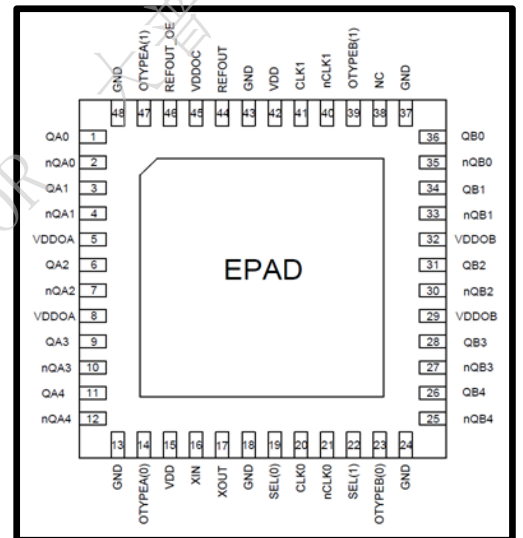 GND OTYPEA(1) REFOUT_OE VDDOC REFOUT GND VDD CLK1 nCLK1 OTYPEB(1) NC GND
48 47 46 45 44 43 42 41 40 39 38 37
QA0 1 36 QB0
nQA0 2 35 nQB0
QA1 3 34 QB1
nQA1 4 33 nQB1
VDDOA 5 32 VDDOB
QA2 6 31 QB2
EPAD
nQA2 7 30 nQB2
VDDOA 8 29 VDDOB
QA3 9 28 QB3
nQA3 10 27 nQB3
QA4 11 26 QB4
nQA4 12 25 nQB4
13 14 15 16 17 18 19 20 21 22 23 24
GND OTYPEA(0) VDD XIN XOUT GND SEL(0) CLK0 nCLK0 SEL(1) OTYPEB(0) GND